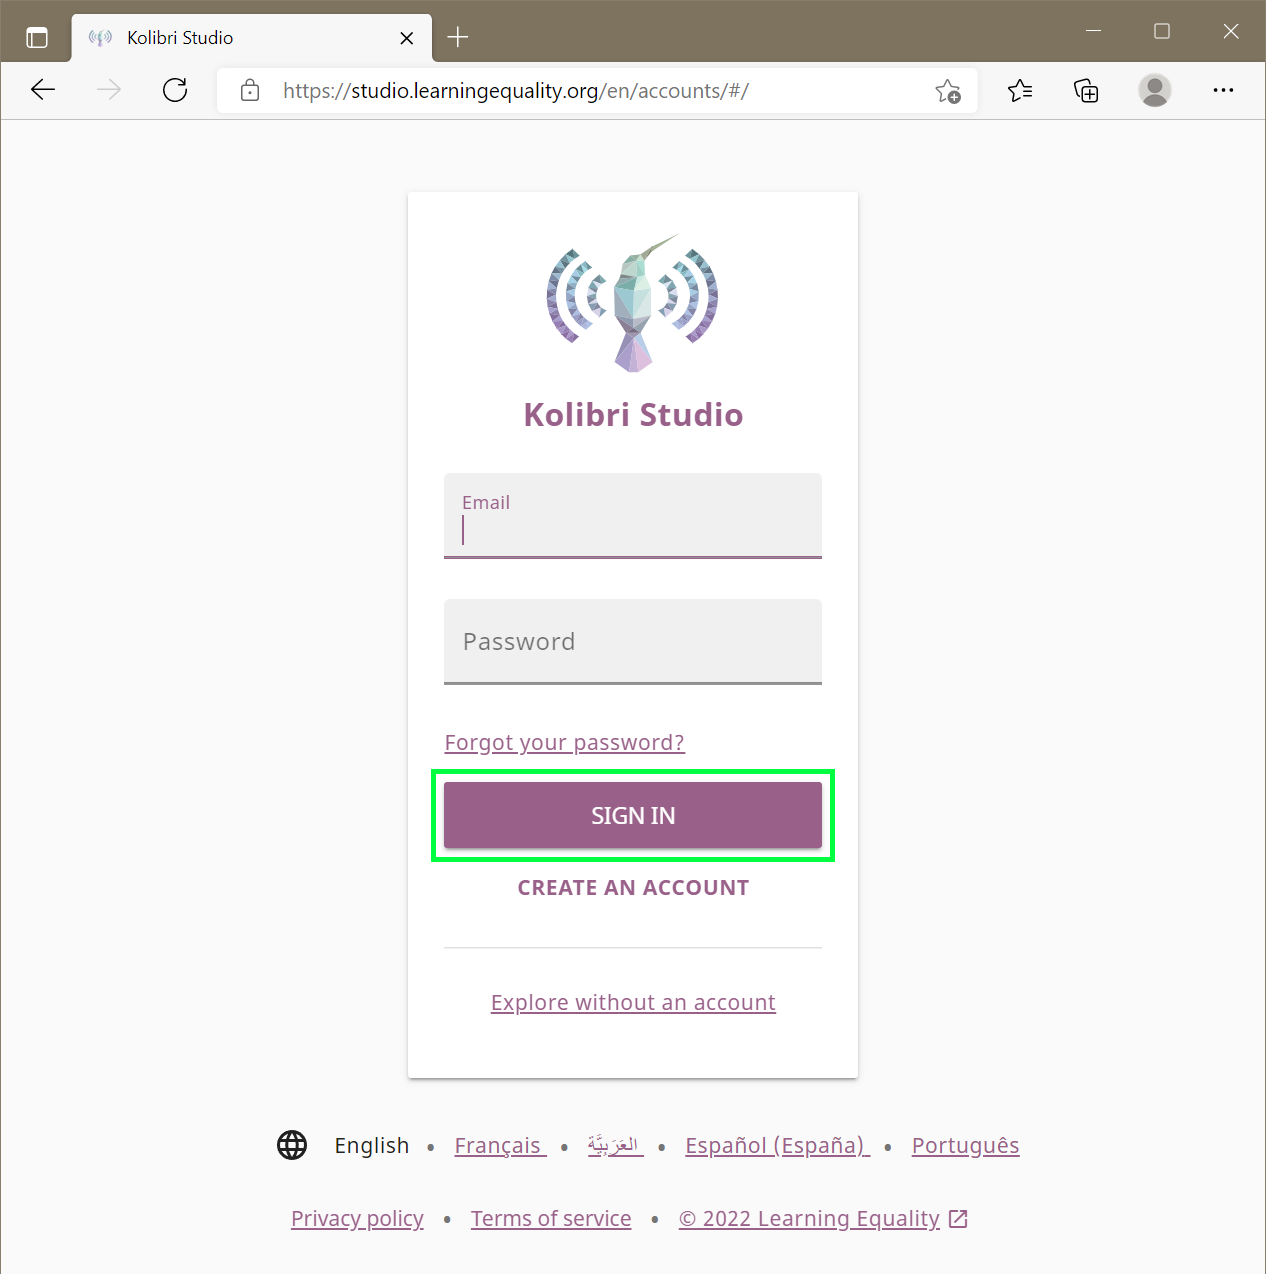 Kolibri Studio
https://studio.learningequality.org/en/accounts/#/
Kolibri Studio
Email
Password
Forgot your password?
SIGN IN
CREATE AN ACCOUNT
Explore without an account
English • Français • العَرَبِيَّة • Español (España) • Português
Privacy policy • Terms of service • © 2022 Learning Equality